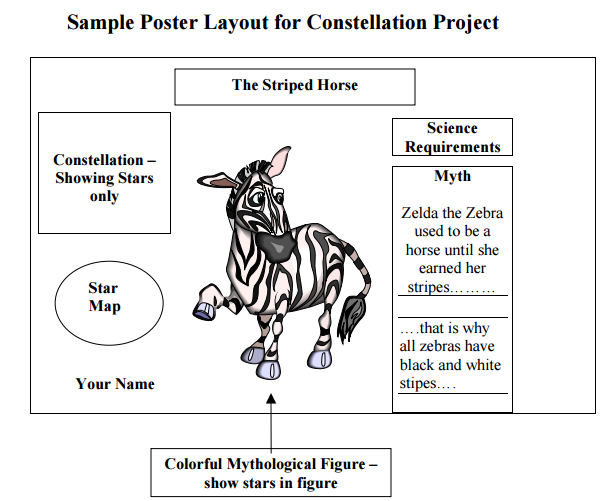 Sample Poster Layout for Constellation Project
The Striped Horse
Constellation –
Showing Stars
only
Star
Map
Your Name
Science
Requirements
Myth
Zelda the Zebra
used to be a
horse until she
earned her
stripes………
….that is why
all zebras have
black and white
stipes….
Colorful Mythological Figure –
show stars in figure